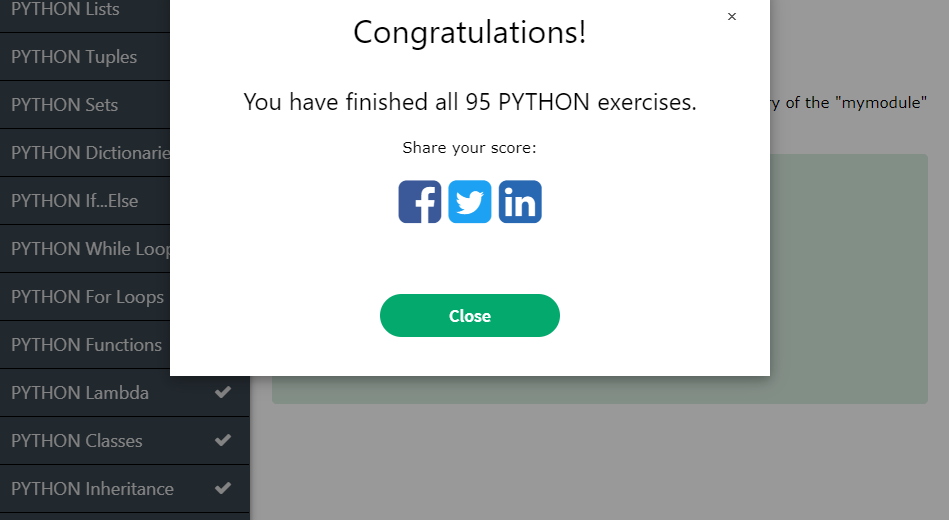 PYTHON Lists
PYTHON Tuples
PYTHON Sets
PYTHON Dictionarie
PYTHON If...Else
PYTHON While Loop
PYTHON For Loops
PYTHON Functions
PYTHON Lambda
PYTHON Classes
PYTHON Inheritance
×
Congratulations!
You have finished all 95 PYTHON exercises.
Share your score:
Close
ry of the "mymodule"